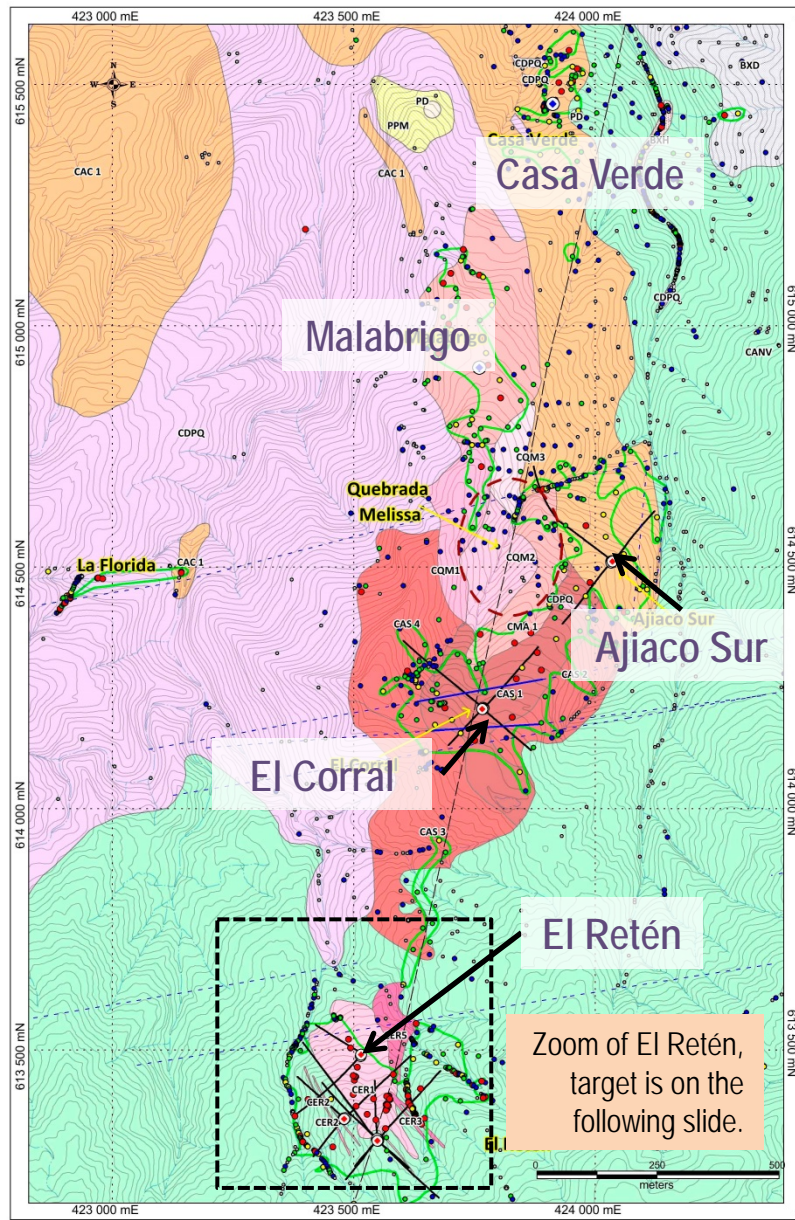 423 000 mE
423 500 mE
424 000 mE
N
W E
S
615 500 mN
CDPQ
CDPQ
BXD
PD
PD
PPM
Casa Verde
BXH
Casa Verde
CAC 1
CAC 1
615 000 mN
615 000 mN
CDPQ
Malabrigo
Malabrigo
CANV
CDPQ
CQM3
Quebrada
Melissa
614 500 mN
614 500 mN
La Florida
CAC 1
CQM1
CQM2
CDPQ
CAS 4
CMA 1
Ajiaco Sur
Ajiaco Sur
CAS 1
CAS 2
El Corral
El Corral
614 000 mN
614 000 mN
CAS 3
El Retén
613 500 mN
613 500 mN
CER5
Zoom of El Retén,
target is on the
following slide.
CER1
CER2
CER2
CER3
0 250 500
meters
423 000 mE
423 500 mE
424 000 mE